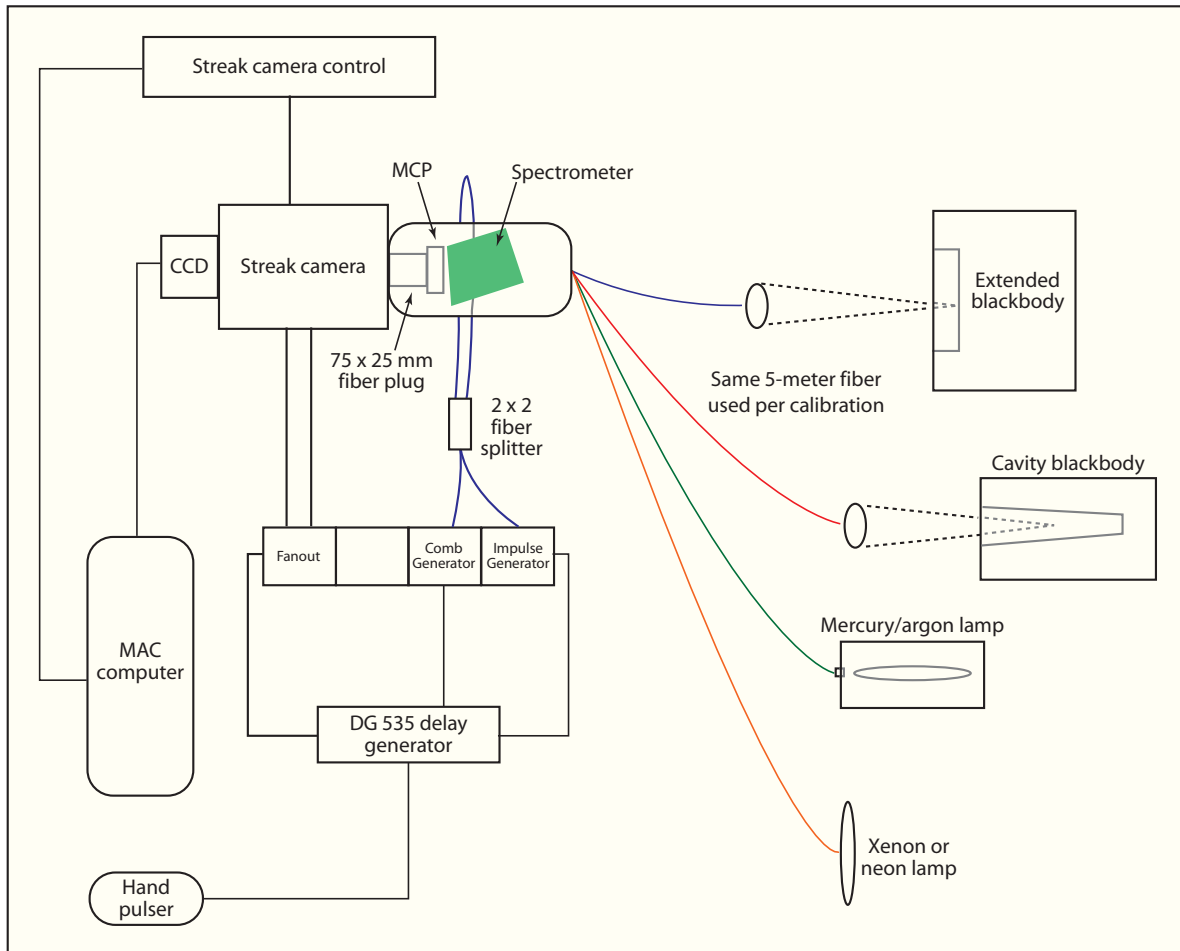 Streak camera control
MCP
Spectrometer
CCD
Streak camera
Extended
blackbody
75 x 25 mm
fiber plug
Same 5-meter fiber
used per calibration
2 x 2
fiber
splitter
Cavity blackbody
Fanout
Comb
Generator
Impulse
Generator
Mercury/argon lamp
MAC
computer
DG 535 delay
generator
Xenon or
neon lamp
Hand
pulser